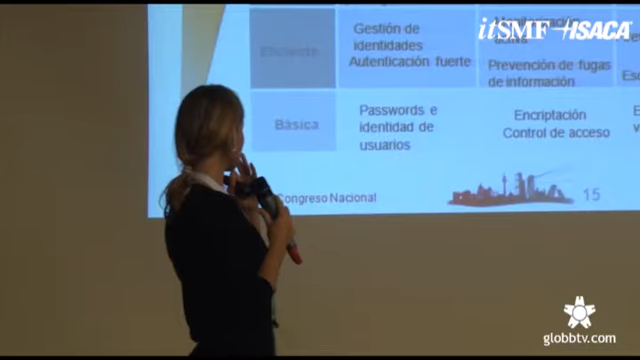 itSMF ISACA
Gestión de
identidades
Autenticación fuerte
activa
Prevención de fugas
de información
Básica
Passwords e
identidad de
usuarios
Encriptación
Control de acceso
Congreso Nacional
15
globbtv.com